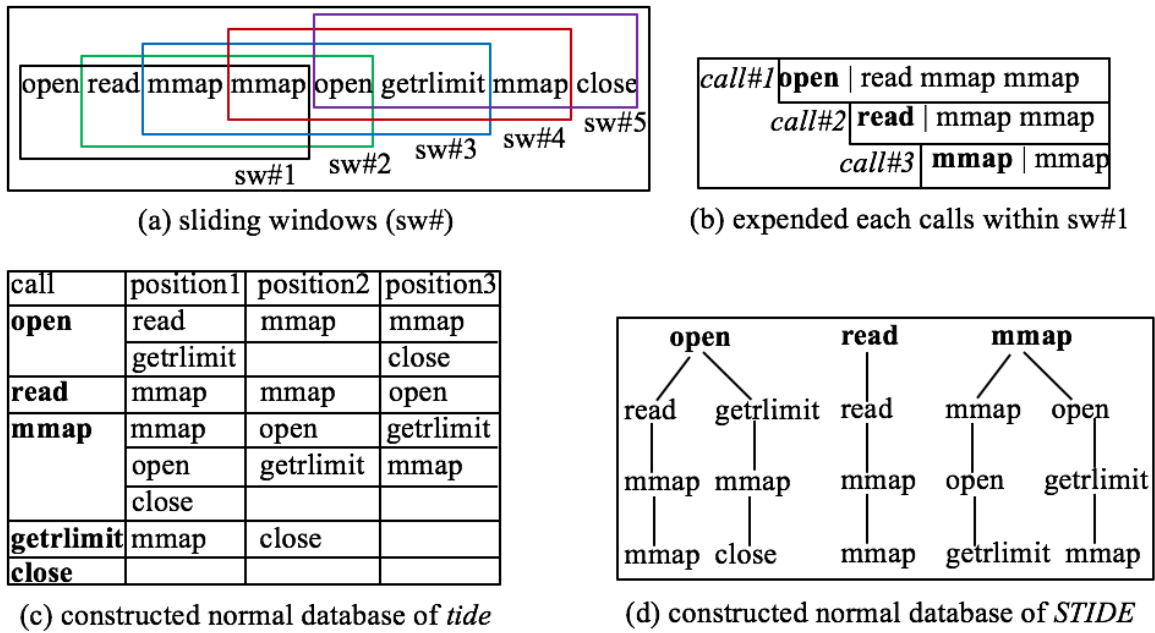 open read mmap mmap open getrlimit mmap close
sw#5
sw#4
sw#3
sw#2
sw#1
(a) sliding windows (sw#)
call#1 open | read mmap mmap
call#2 read | mmap mmap
call#3 mmap | mmap
(b) expended each calls within sw#1
call position1 position2 position3
open read mmap mmap
getrlimit close
read mmap mmap open
mmap mmap open getrlimit
open getrlimit mmap
close
getrlimit mmap close
close
(c) constructed normal database of tide
open read mmap
read getrlimit read mmap open
mmap mmap mmap open getrlimit
mmap close mmap getrlimit mmap
(d) constructed normal database of STIDE